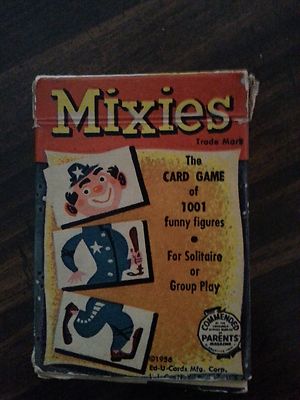 Mixies
Trade Mark
The
CARD GAME
of
1001
funny figures
•
For Solitaire
or
Group Play
COMMENDED
PARENTS
MAGAZINE
©1956
Ed-U-Cards Mfg. Corp.